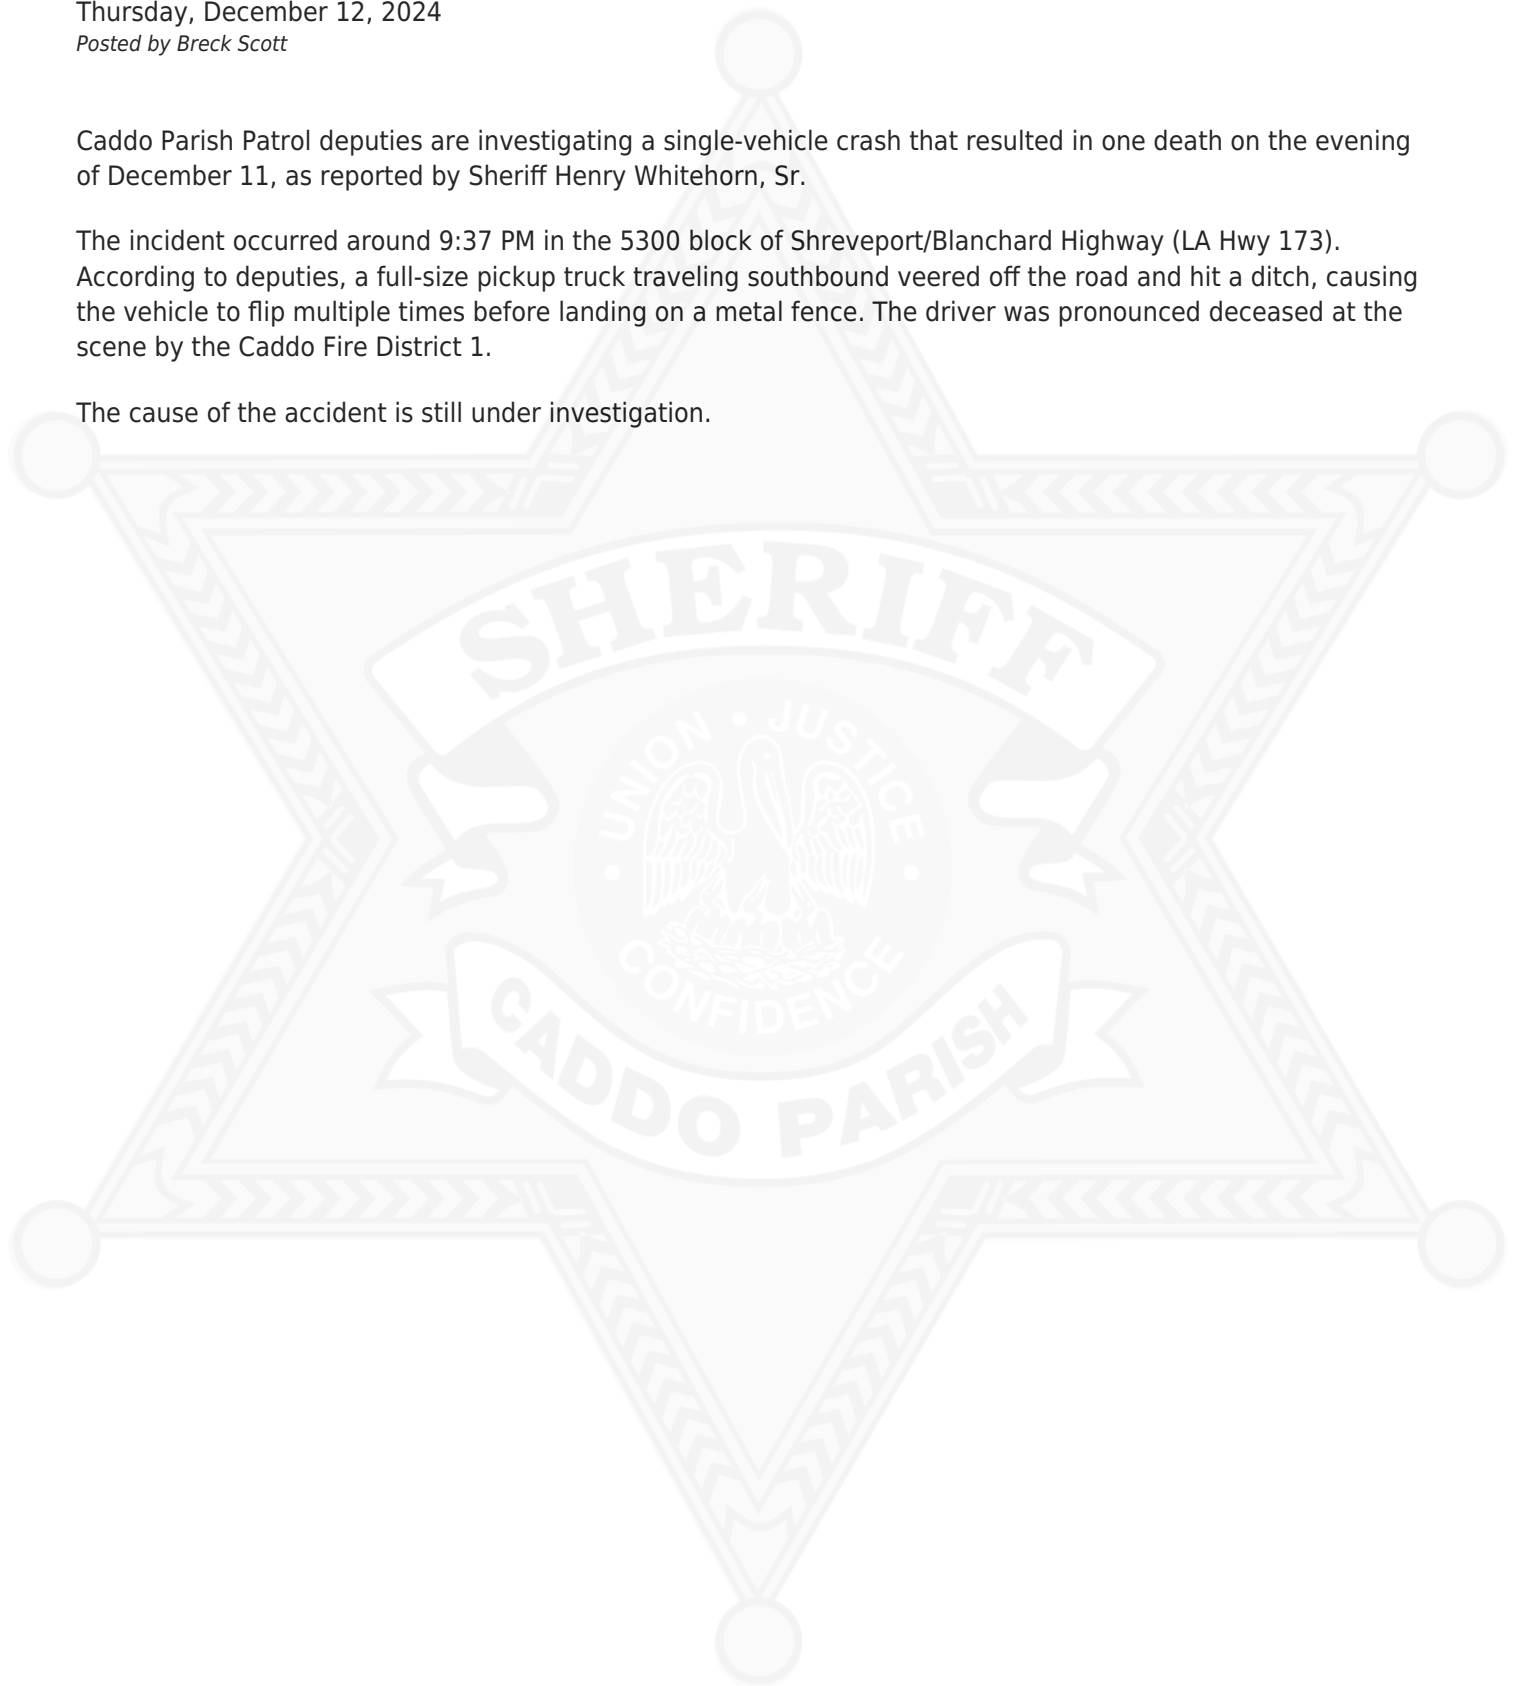 Thursday, December 12, 2024
Posted by Breck Scott
Caddo Parish Patrol deputies are investigating a single-vehicle crash that resulted in one death on the evening
of December 11, as reported by Sheriff Henry Whitehorn, Sr.
The incident occurred around 9:37 PM in the 5300 block of Shreveport/Blanchard Highway (LA Hwy 173).
According to deputies, a full-size pickup truck traveling southbound veered off the road and hit a ditch, causing
the vehicle to flip multiple times before landing on a metal fence. The driver was pronounced deceased at the
scene by the Caddo Fire District 1.
The cause of the accident is still under investigation.
SHERIFF
UNION • JUSTICE
• CONFIDENCE •
CADDO PARISH